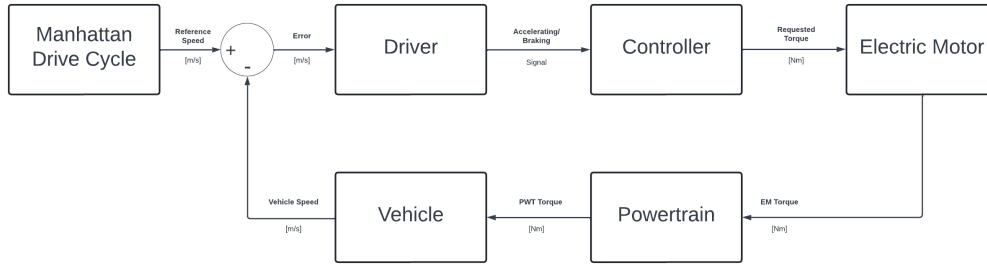 Manhattan
Drive Cycle
Reference
Speed
[m/s]
+
-
Error
[m/s]
Driver
Accelerating/
Braking
Signal
Controller
Requested
Torque
[Nm]
Electric Motor
Vehicle Speed
[m/s]
Vehicle
PWT Torque
[Nm]
Powertrain
EM Torque
[Nm]